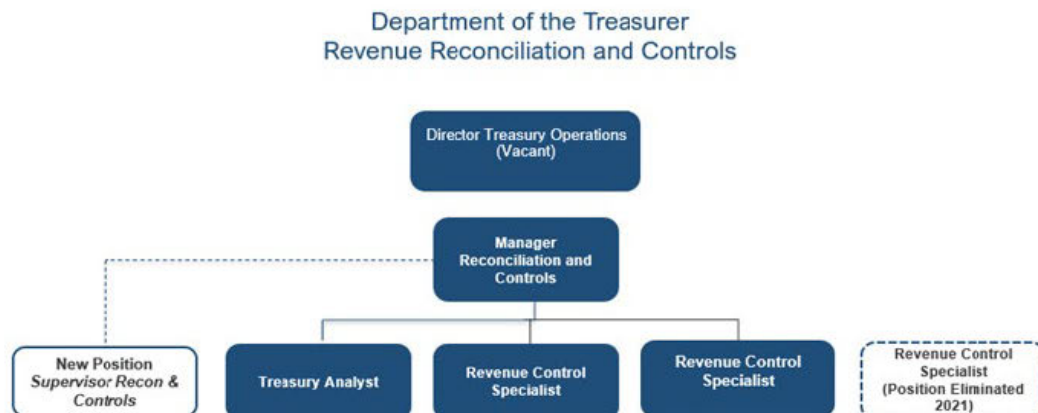 Department of the Treasurer
Revenue Reconciliation and Controls
Director Treasury Operations
(Vacant)
Manager
Reconciliation and
Controls
New Position
Supervisor Recon &
Controls
Treasury Analyst
Revenue Control
Specialist
Revenue Control
Specialist
Revenue Control
Specialist
(Position Eliminated
2021)